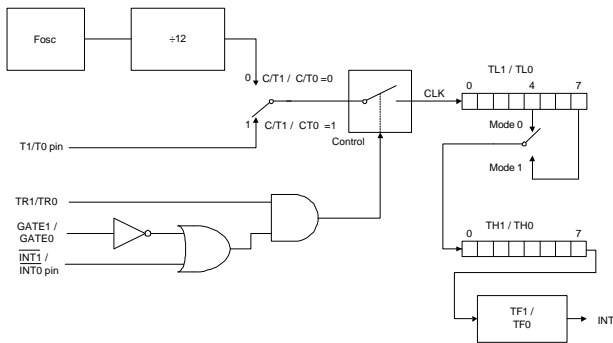 Fosc
÷12
0 C/T1 / C/T0 =0
1 C/T1 / CT0 =1
T1/T0 pin
Control
CLK
TL1 / TL0
0 4 7
Mode 0
Mode 1
TR1/TR0
GATE1 /
GATE0
INT1 /
INT0 pin
TH1 / TH0
0 7
TF1 /
TF0
INT